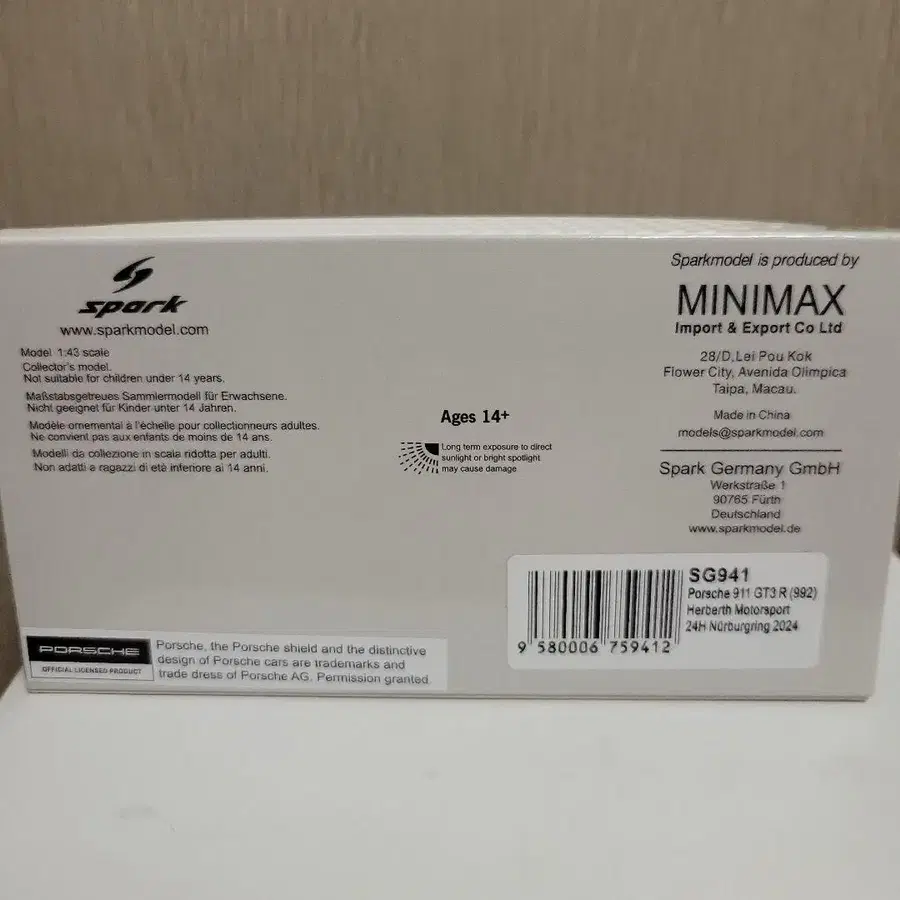 spark
www.sparkmodel.com
Model 1:43 scale
Collector's model.
Not suitable for children under 14 years.
Maßstabsgetreues Sammlermodell für Erwachsene.
Nicht geeignet für Kinder unter 14 Jahren.
Modèle ornemental à l'échelle pour collectionneurs adultes.
Ne convient pas aux enfants de moins de 14 ans.
Modelli da collezione in scala ridotta per adulti.
Non adatti a ragazzi di età inferiore ai 14 anni.
Ages 14+
Long term exposure to direct
sunlight or bright spotlight
may cause damage
Sparkmodel is produced by
MINIMAX
Import & Export Co Ltd
28/D,Lei Pou Kok
Flower City, Avenida Olimpica
Taipa, Macau.
Made in China
models@sparkmodel.com
Spark Germany GmbH
Werkstraße 1
90765 Fürth
Deutschland
www.sparkmodel.de
SG941
Porsche 911 GT3 R (992)
Herberth Motorsport
24H Nürburgring 2024
9 580006 759412
PORSCHE
OFFICIAL LICENSED PRODUCT
Porsche, the Porsche shield and the distinctive
design of Porsche cars are trademarks and
trade dress of Porsche AG. Permission granted.